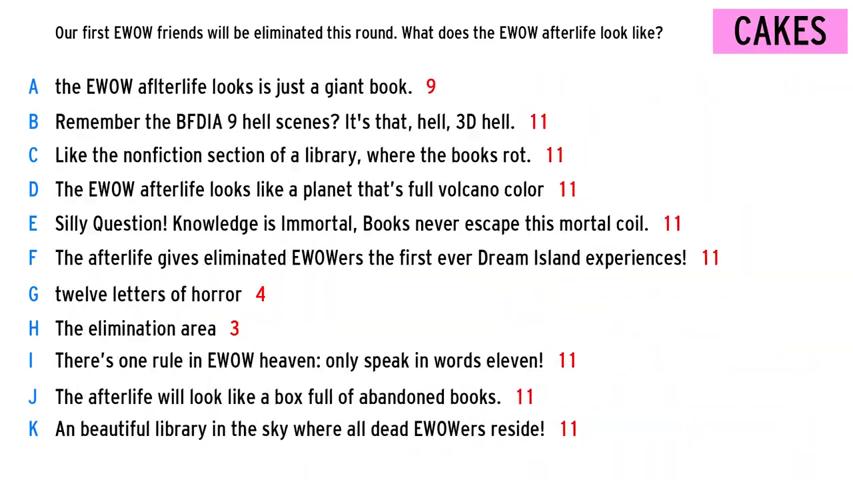 Our first EWOW friends will be eliminated this round. What does the EWOW afterlife look like?
CAKES
A the EWOW aflterlife looks is just a giant book. 9
B Remember the BFDIA 9 hell scenes? It's that, hell, 3D hell. 11
C Like the nonfiction section of a library, where the books rot. 11
D The EWOW afterlife looks like a planet that's full volcano color 11
E Silly Question! Knowledge is Immortal, Books never escape this mortal coil. 11
F The afterlife gives eliminated EWOWers the first ever Dream Island experiences! 11
G twelve letters of horror 4
H The elimination area 3
I There's one rule in EWOW heaven: only speak in words eleven! 11
J The afterlife will look like a box full of abandoned books. 11
K An beautiful library in the sky where all dead EWOWers reside! 11